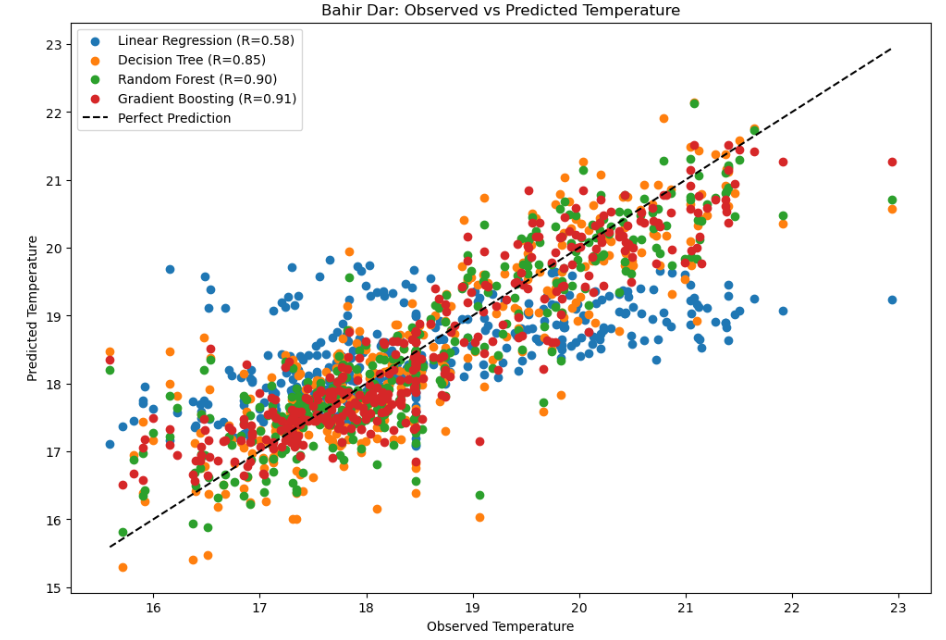 Bahir Dar: Observed vs Predicted Temperature
Linear Regression (R=0.58)
Decision Tree (R=0.85)
Random Forest (R=0.90)
Gradient Boosting (R=0.91)
Perfect Prediction
Predicted Temperature
23
22
21
20
19
18
17
16
15
16 17 18 19 20 21 22 23
Observed Temperature